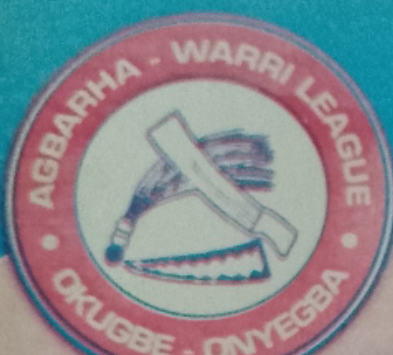 AGBARHA - WARRI LEAGUE
OKUGBE - ONYEGBA